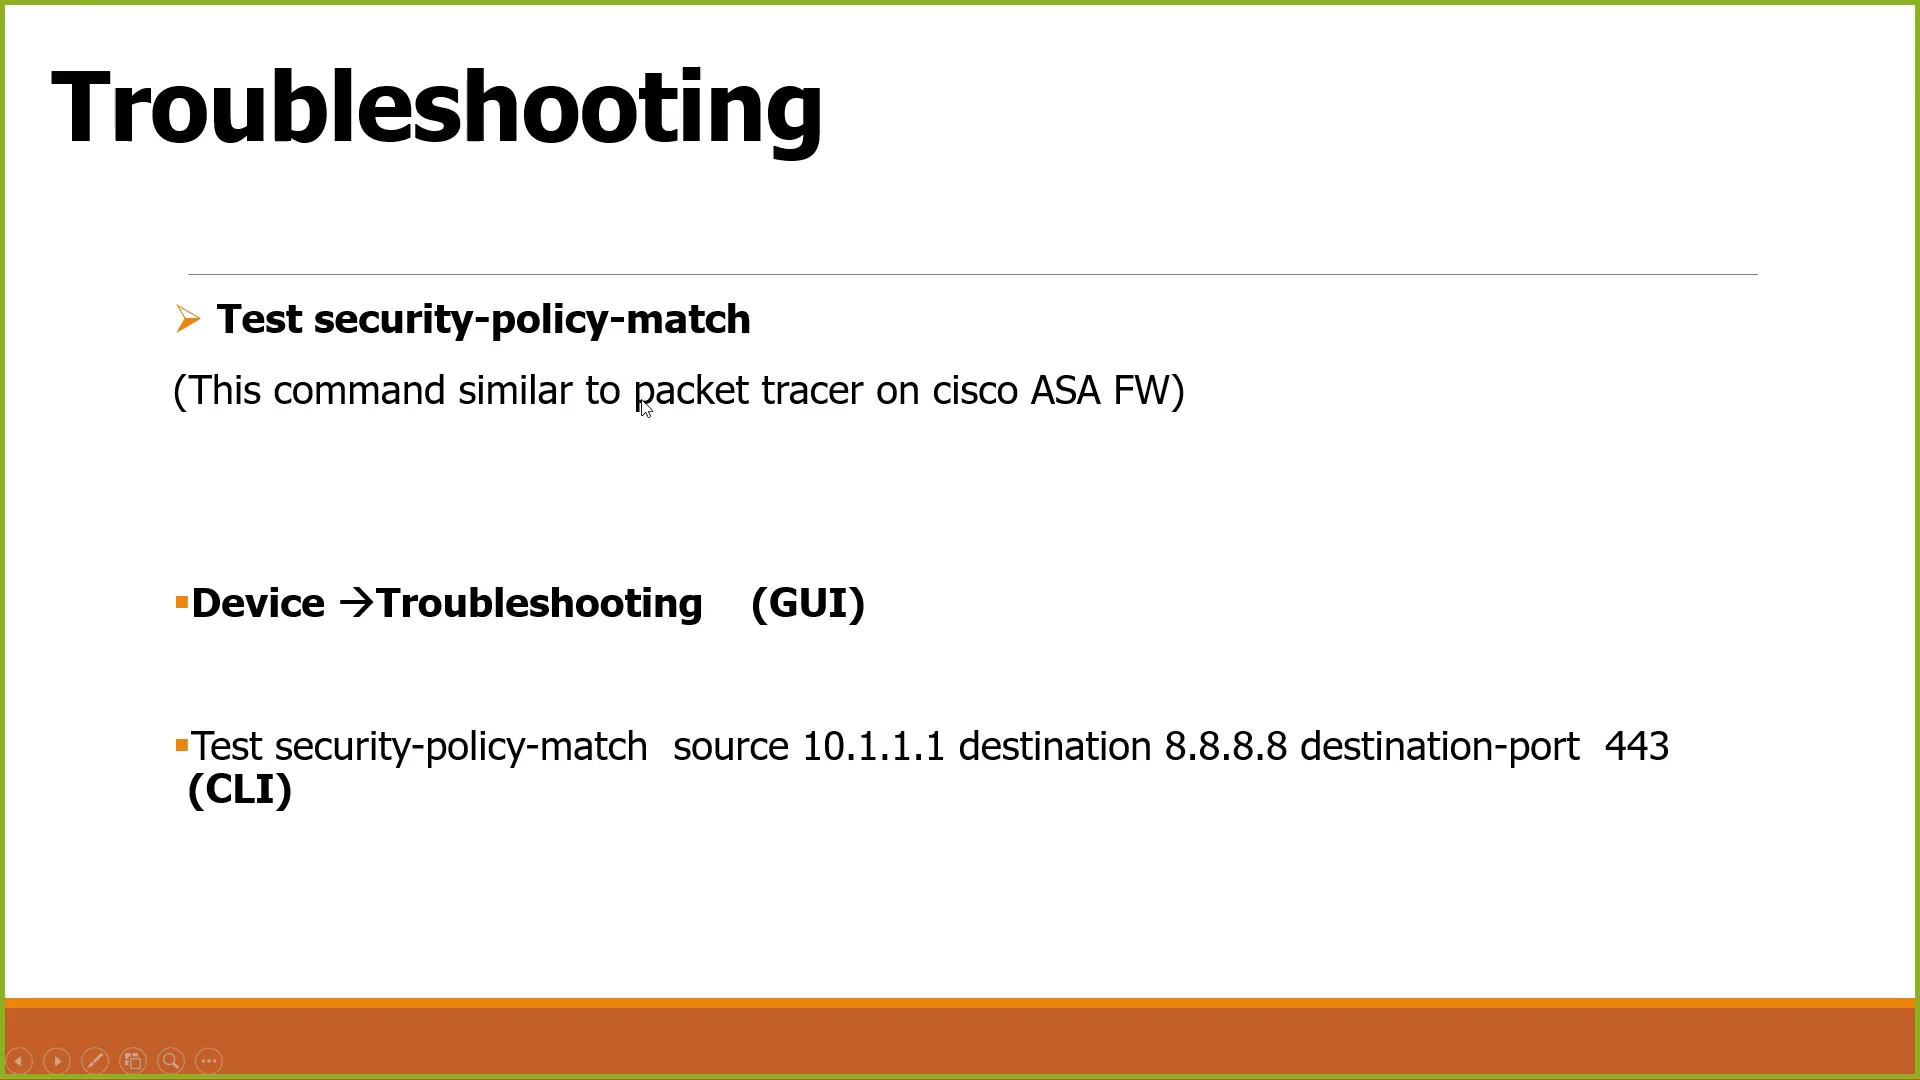 Troubleshooting
➢ Test security-policy-match
(This command similar to packet tracer on cisco ASA FW)
▪Device →Troubleshooting (GUI)
▪Test security-policy-match source 10.1.1.1 destination 8.8.8.8 destination-port 443
(CLI)